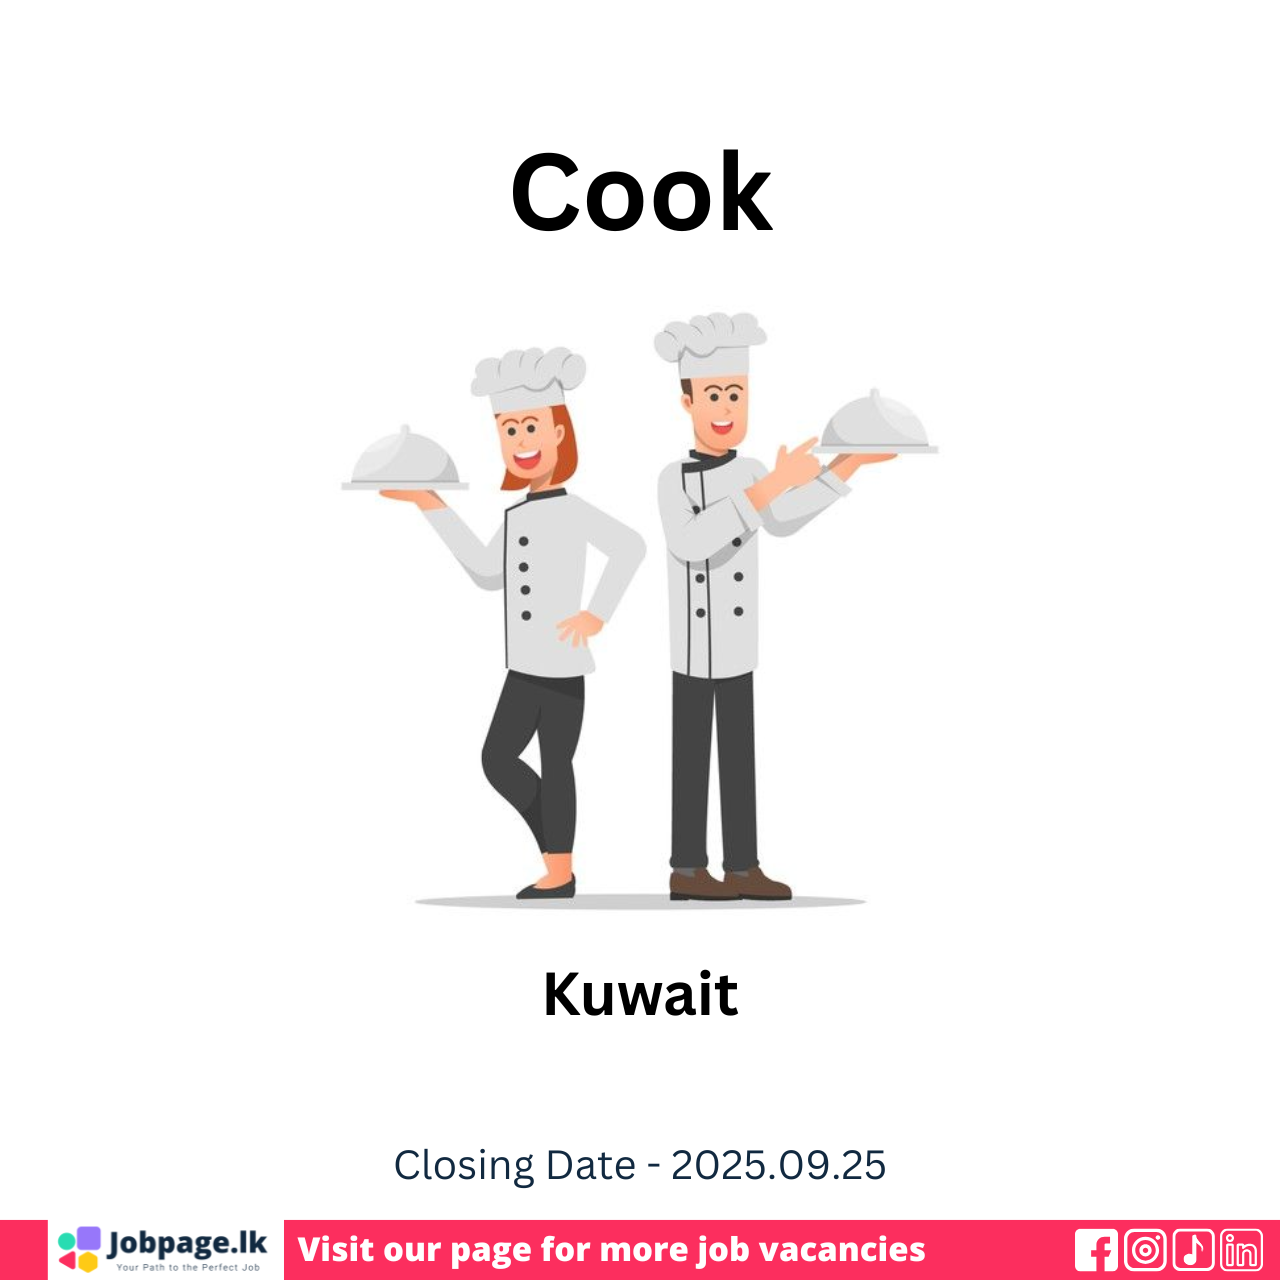 Cook
Kuwait
Closing Date - 2025.09.25
Jobpage.lk
Your Path to the Perfect Job
Visit our page for more job vacancies